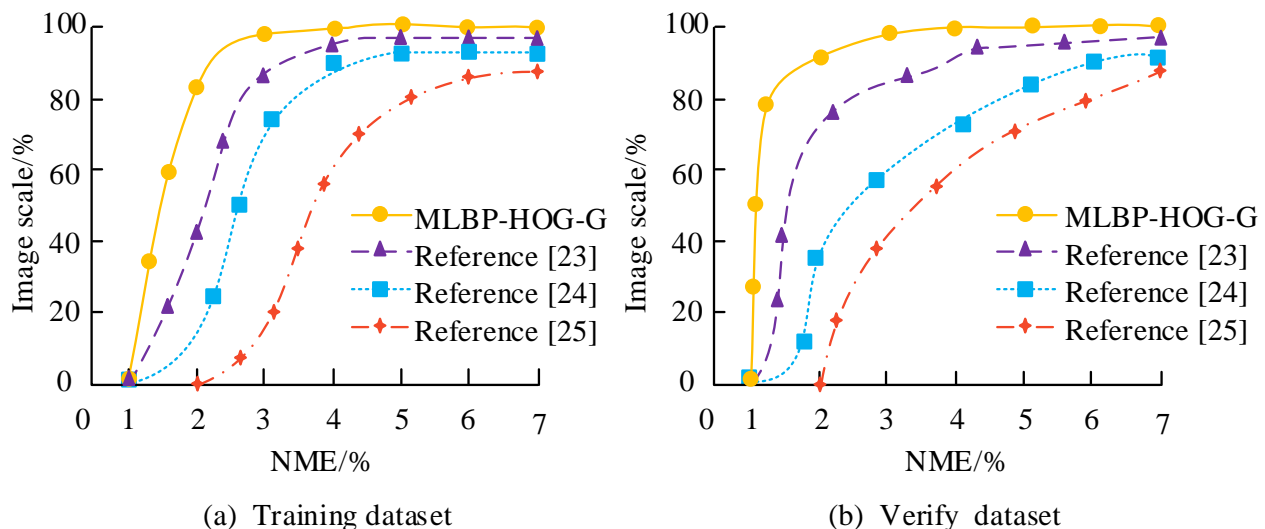 100
80
60
40
20
0
Image scale/%
0 1 2 3 4 5 6 7
NME/%
MLBP-HOG-G
Reference [23]
Reference [24]
Reference [25]
(a) Training dataset
100
80
60
40
20
0
Image scale/%
0 1 2 3 4 5 6 7
NME/%
MLBP-HOG-G
Reference [23]
Reference [24]
Reference [25]
(b) Verify dataset